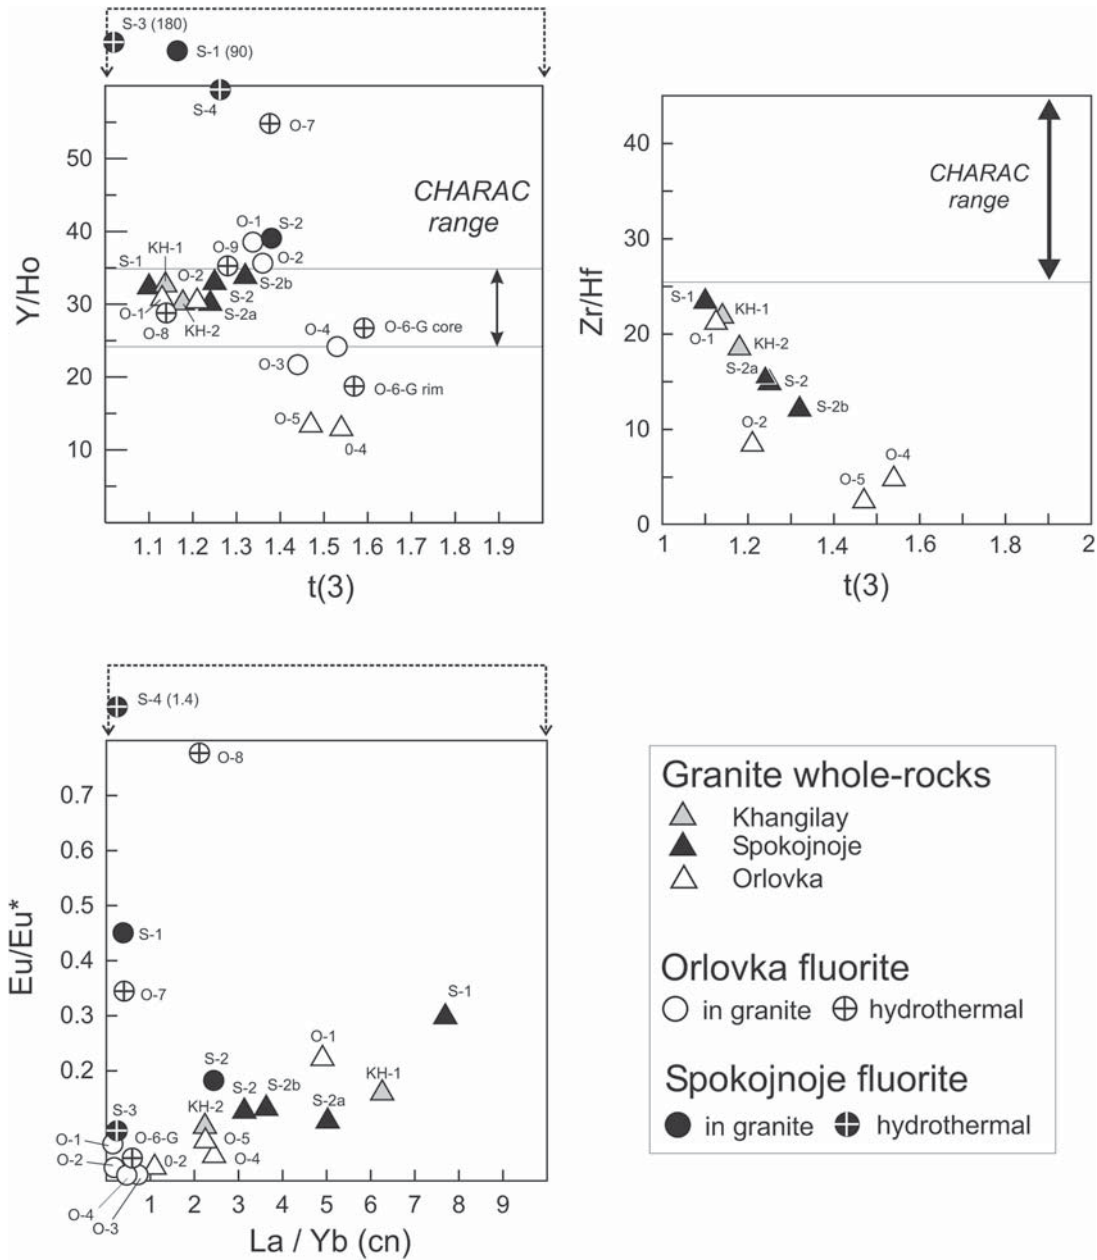 S-3 (180)
S-1 (90)
S-4
O-7
50
CHARAC
range
O-1
S-2
40
KH-1
O-9
S-1
O-2
O-2
S-2b
30
S-2
O-1
S-2a
O-8
KH-2
O-4
O-6-G core
20
O-3
O-6-G rim
O-5
10
0-4
Y/Ho
1.1 1.2 1.3 1.4 1.5 1.6 1.7 1.8 1.9
t(3)
40
CHARAC
range
30
Zr/Hf
S-1
KH-1
20
O-1
KH-2
S-2a
S-2
S-2b
10
O-2
O-4
O-5
0
1 1.2 1.4 1.6 1.8 2
t(3)
S-4 (1.4)
O-8
0.7
0.6
0.5
S-1
0.4
O-7
0.3
S-1
O-1
0.2
S-2
KH-1
S-2
S-2b
S-2a
KH-2
S-3
O-1
O-6-G
O-5
O-2
0-2
O-4
O-4
O-3
Eu/Eu*
1 2 3 4 5 6 7 8 9
La / Yb (cn)
Granite whole-rocks
Khangilay
Spokojnoje
Orlovka
Orlovka fluorite
in granite hydrothermal
Spokojnoje fluorite
in granite hydrothermal